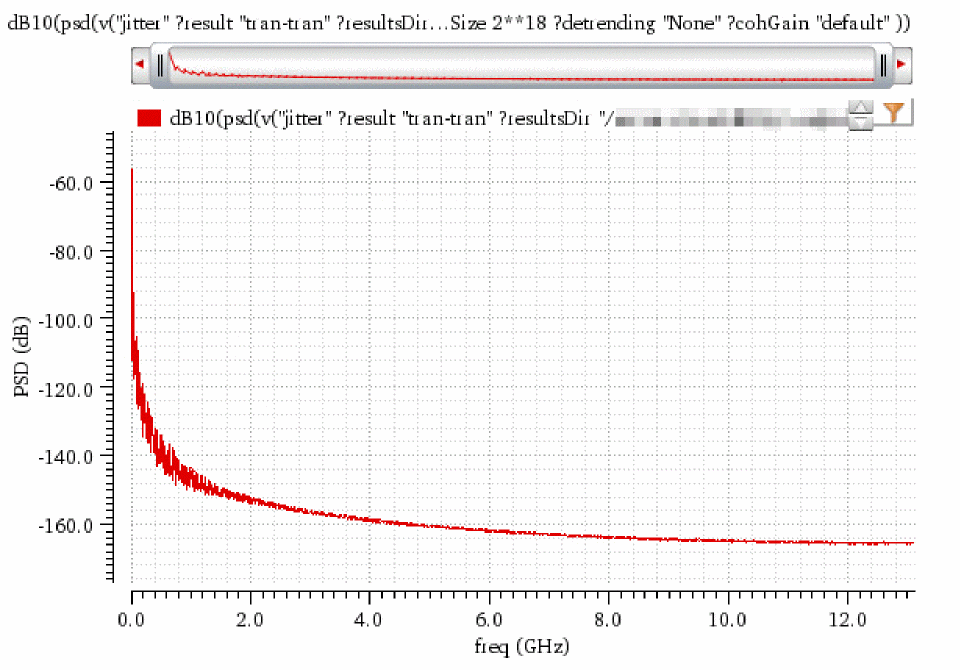 dB10(psd(v("jitter" ?result "tran-tran" ?resultsDir...Size 2**18 ?detrending "None" ?cohGain "default" ))
dB10(psd(v("jitter" ?result "tran-tran" ?resultsDir "/
-60.0
-80.0
-100.0
-120.0
-140.0
-160.0
PSD (dB)
0.0 2.0 4.0 6.0 8.0 10.0 12.0
freq (GHz)